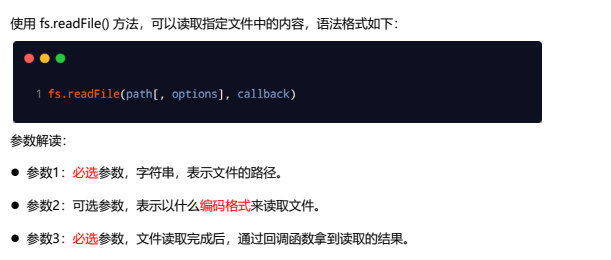 使用 fs.readFile() 方法，可以读取指定文件中的内容，语法格式如下：
1 fs.readFile(path[, options], callback)
参数解读：
● 参数1：必选参数，字符串，表示文件的路径。
● 参数2：可选参数，表示以什么编码格式来读取文件。
● 参数3：必选参数，文件读取完成后，通过回调函数拿到读取的结果。